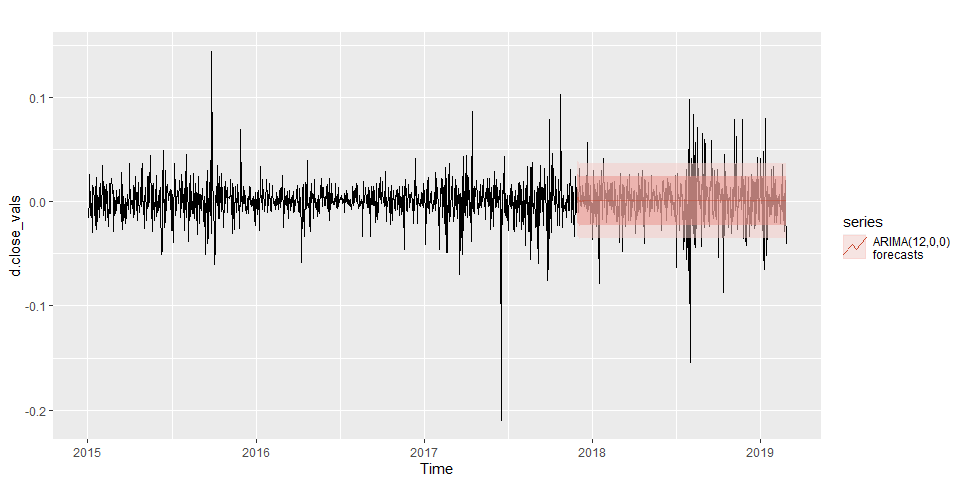 d.close_vals
0.1
0.0
-0.1
-0.2
2015
2016
2017
2018
2019
Time
series
ARIMA(12,0,0)
forecasts